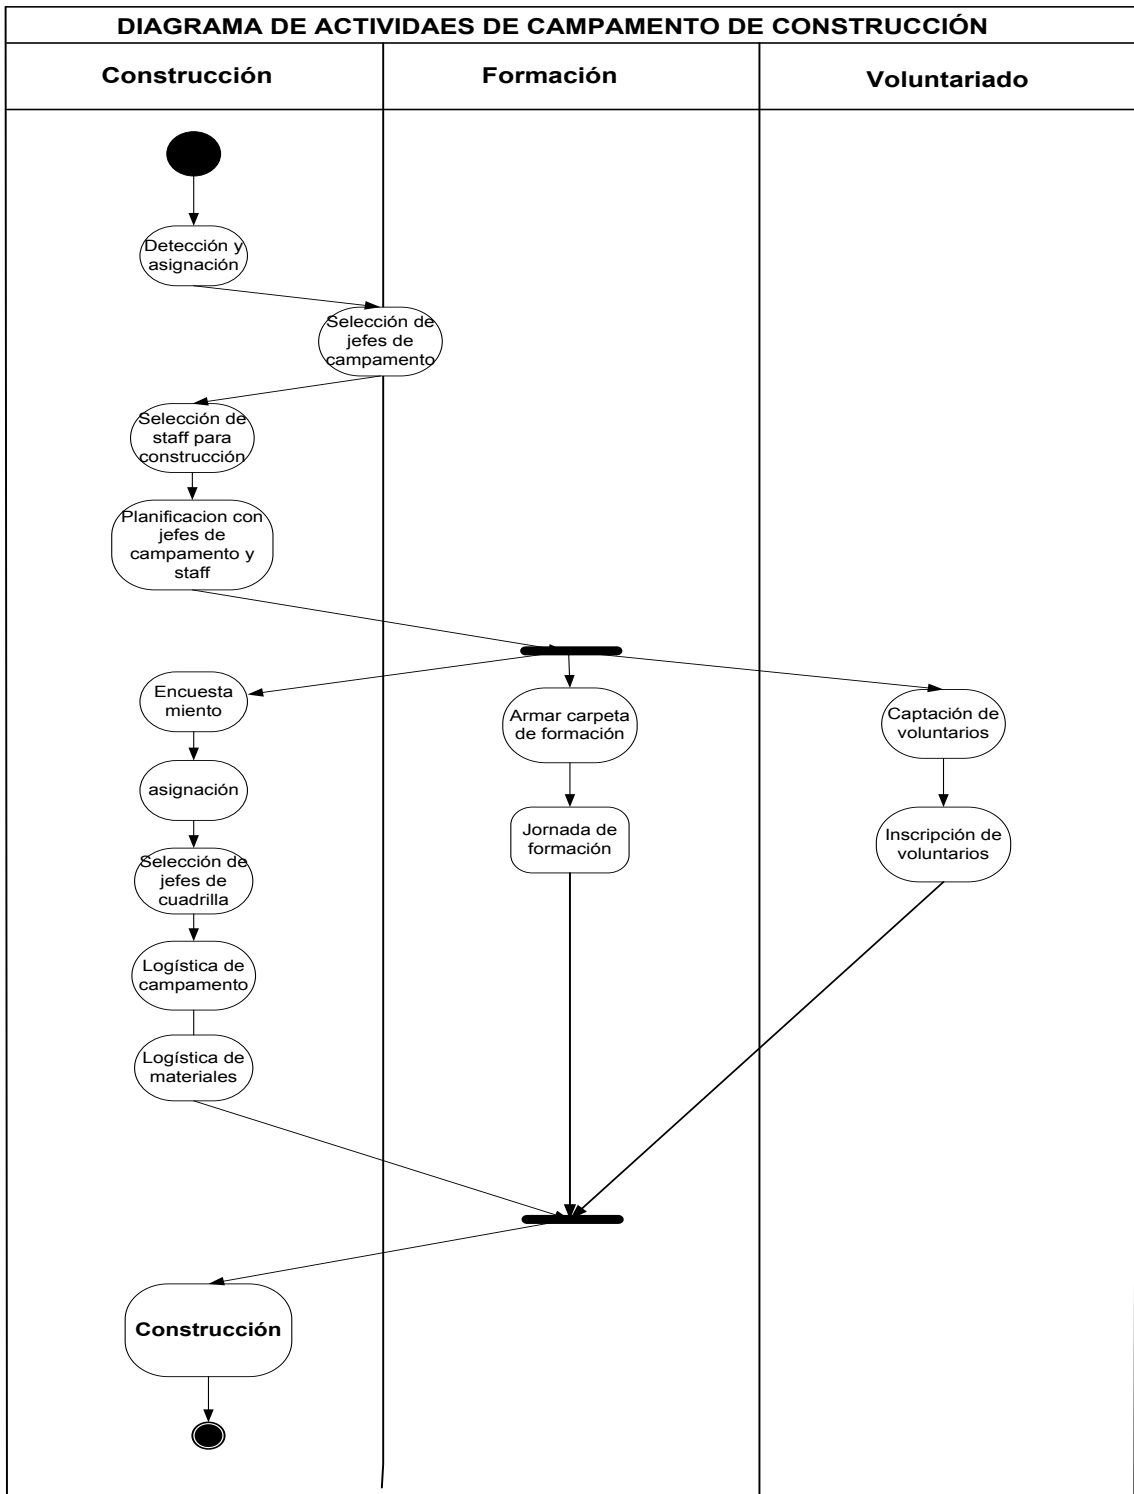 DIAGRAMA DE ACTIVIDAES DE CAMPAMENTO DE CONSTRUCCIÓN
Construcción
Formación
Voluntariado
Detección y
asignación
Selección de
jefes de
campamento
Selección de
staff para
construcción
Planificacion con
jefes de
campamento y
staff
Encuesta
miento
asignación
Selección de
jefes de
cuadrilla
Logística de
campamento
Logística de
materiales
Armar carpeta
de formación
Jornada de
formación
Captación de
voluntarios
Inscripción de
voluntarios
Construcción